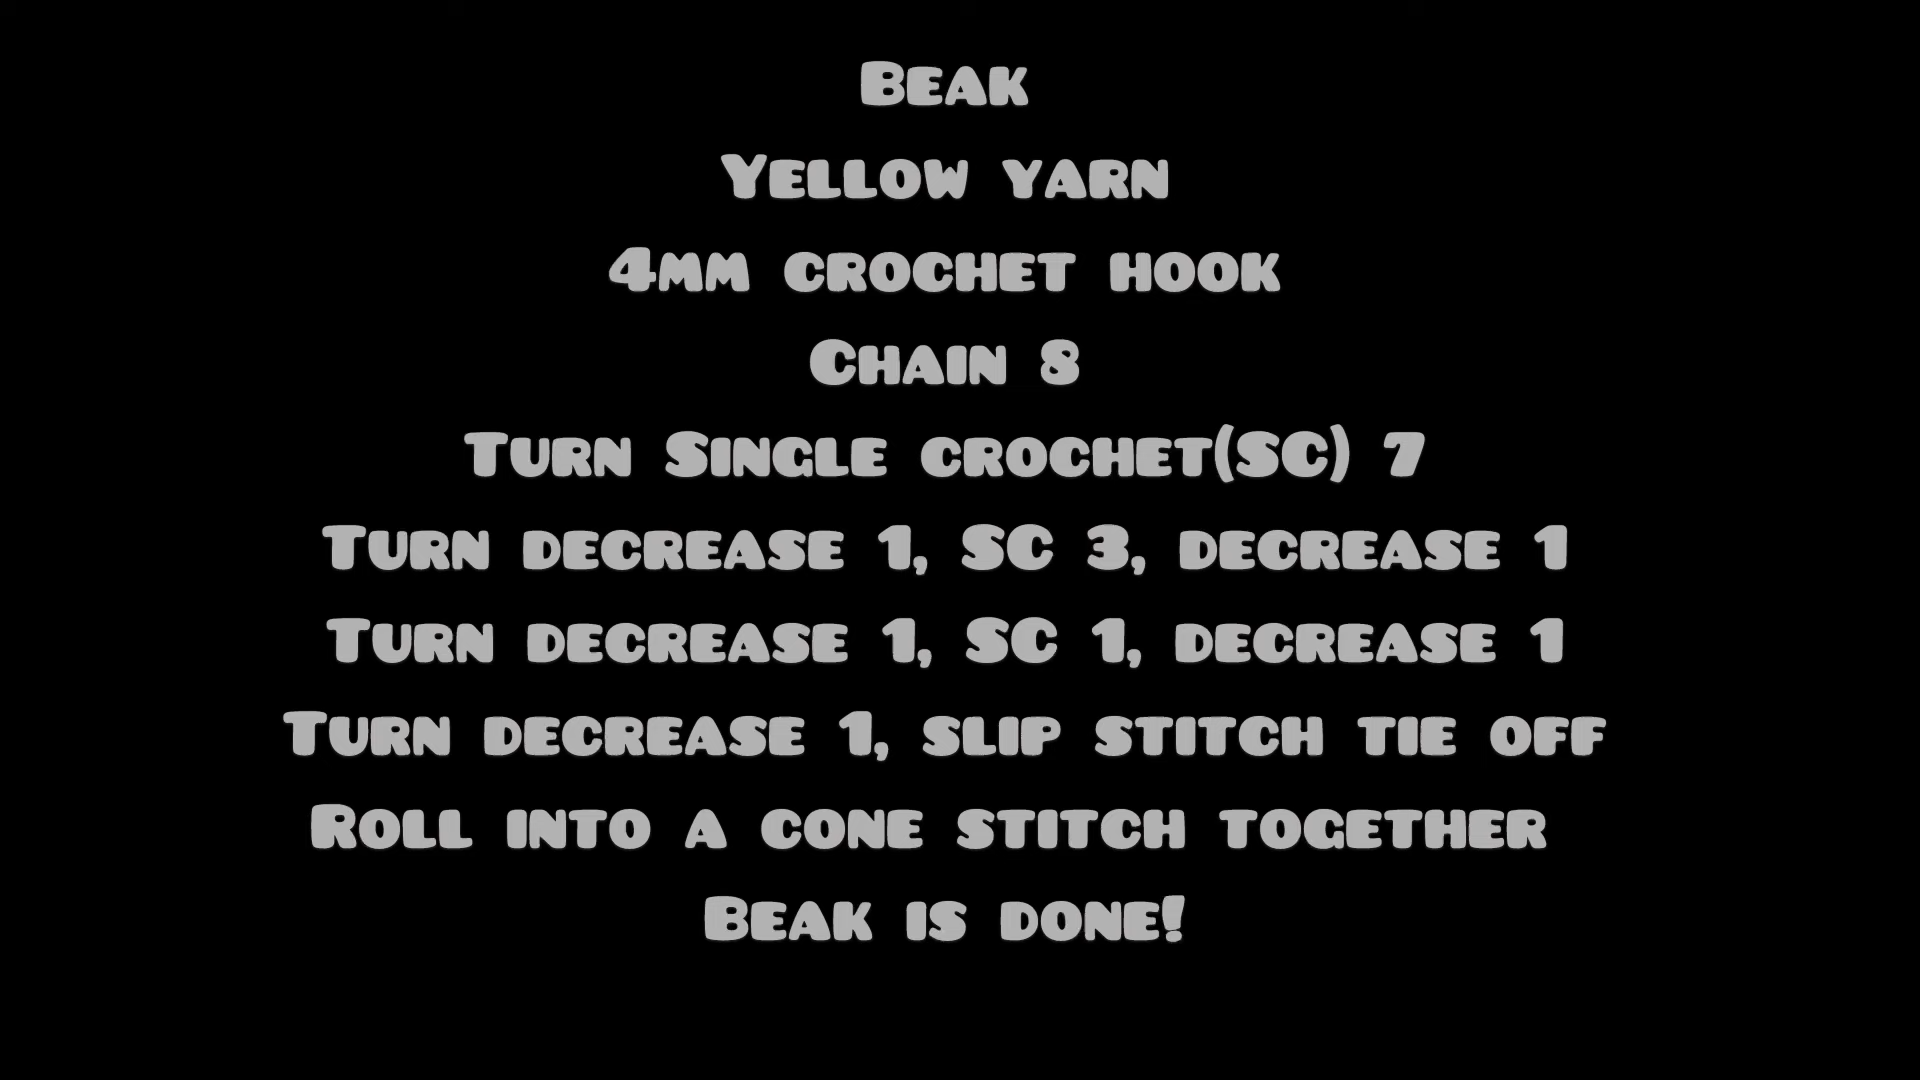 Beak
Yellow yarn
4mm crochet hook
Chain 8
Turn Single crochet(SC) 7
Turn decrease 1, SC 3, decrease 1
Turn decrease 1, SC 1, decrease 1
Turn decrease 1, slip stitch tie off
Roll into a cone stitch together
Beak is done!